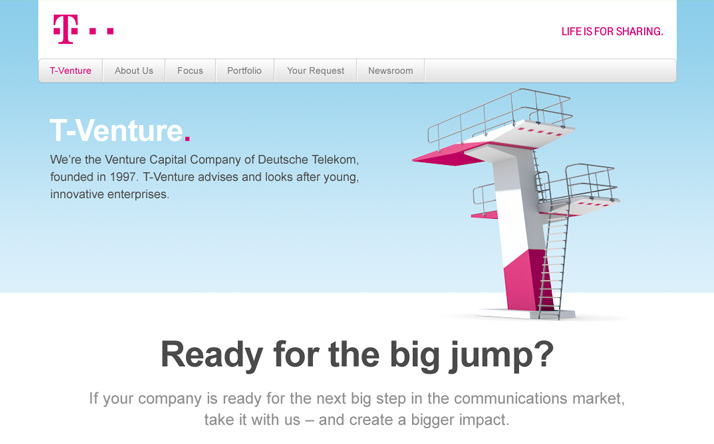 T
LIFE IS FOR SHARING.
T-Venture About Us Focus Portfolio Your Request Newsroom
T-Venture.
We’re the Venture Capital Company of Deutsche Telekom,
founded in 1997. T-Venture advises and looks after young,
innovative enterprises.
Ready for the big jump?
If your company is ready for the next big step in the communications market,
take it with us – and create a bigger impact.